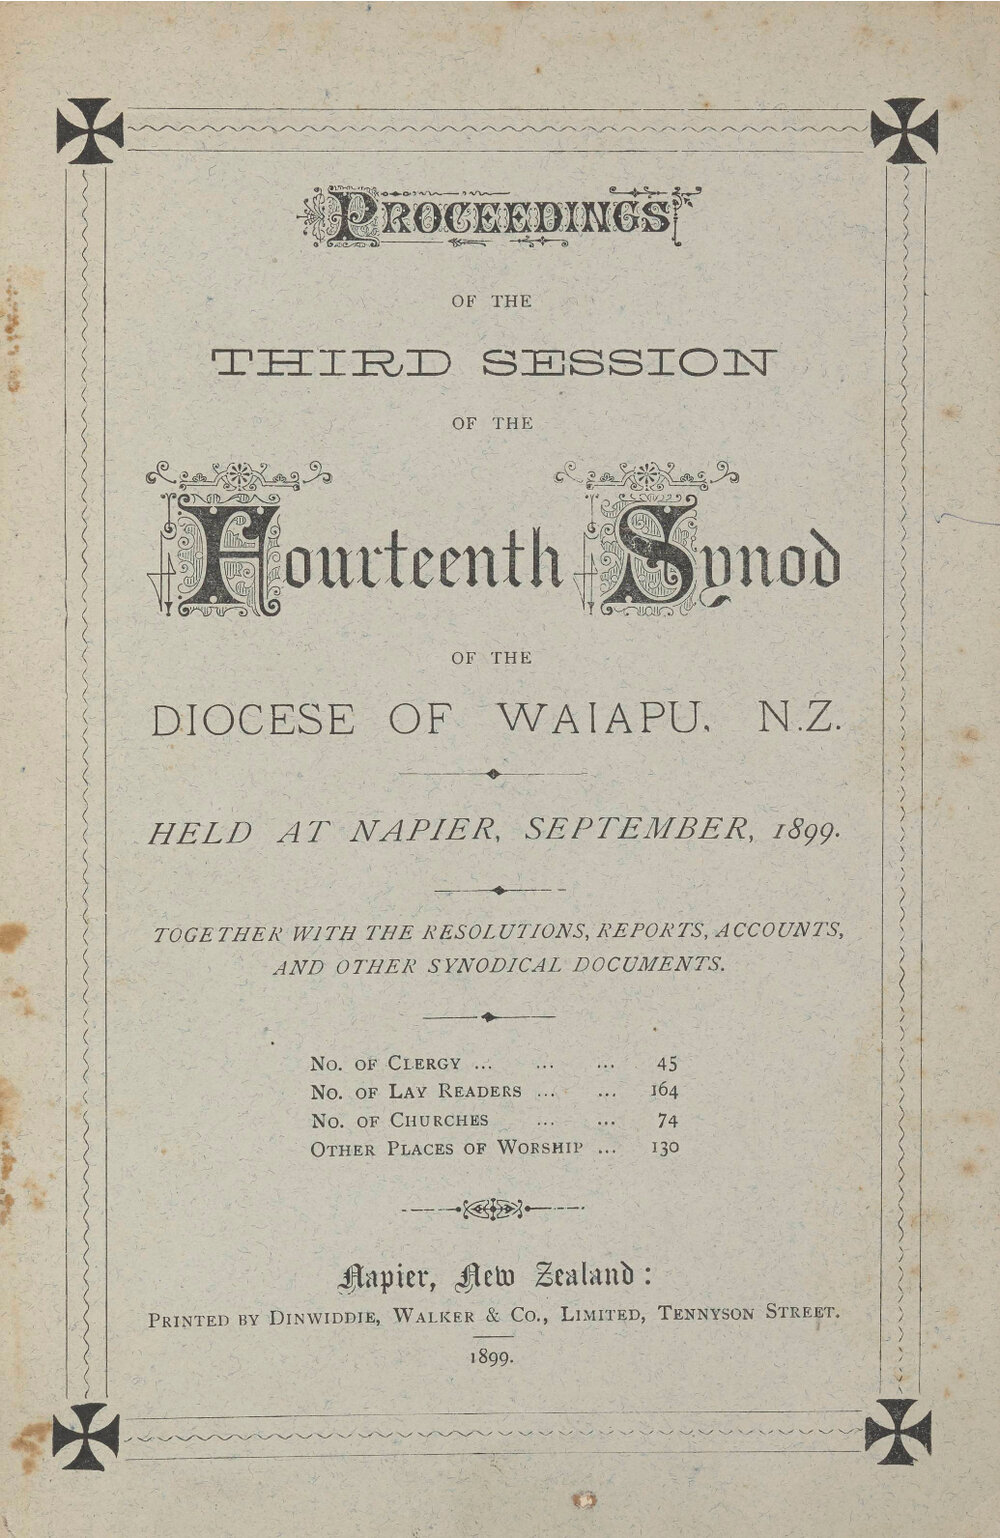 PROCEEDINGS
OF THE
THIRD SESSION
OF THE
Fourteenth Synod
OF THE
DIOCESE OF WAIAPU, N.Z.
HELD AT NAPIER, SEPTEMBER, 1899.
TOGETHER WITH THE RESOLUTIONS, REPORTS, ACCOUNTS,
AND OTHER SYNODICAL DOCUMENTS.
No. of Clergy ... ... ... 45
No. of Lay Readers ... ... 164
No. of Churches ... ... 74
Other Places of Worship ... 130
Napier, New Zealand:
Printed by Dinwiddie, Walker & Co., Limited, Tennyson Street.
1899.